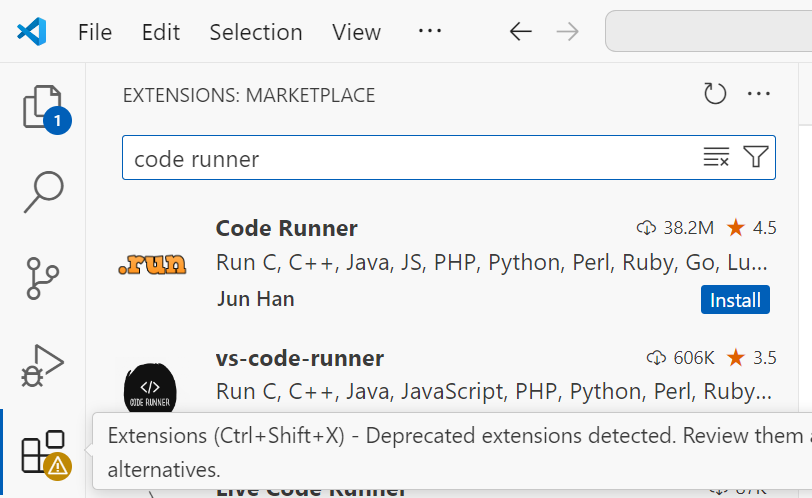 File Edit Selection View ...
1
EXTENSIONS: MARKETPLACE ...
code runner
Code Runner 38.2M 4.5
.run
Run C, C++, Java, JS, PHP, Python, Perl, Ruby, Go, Lu...
Jun Han Install
vs-code-runner 606K 3.5
</>
CODE RUNNER
Run C, C++, Java, JavaScript, PHP, Python, Perl, Ruby...
Extensions (Ctrl+Shift+X) - Deprecated extensions detected. Review them a
alternatives.
Live Code Runner 67K